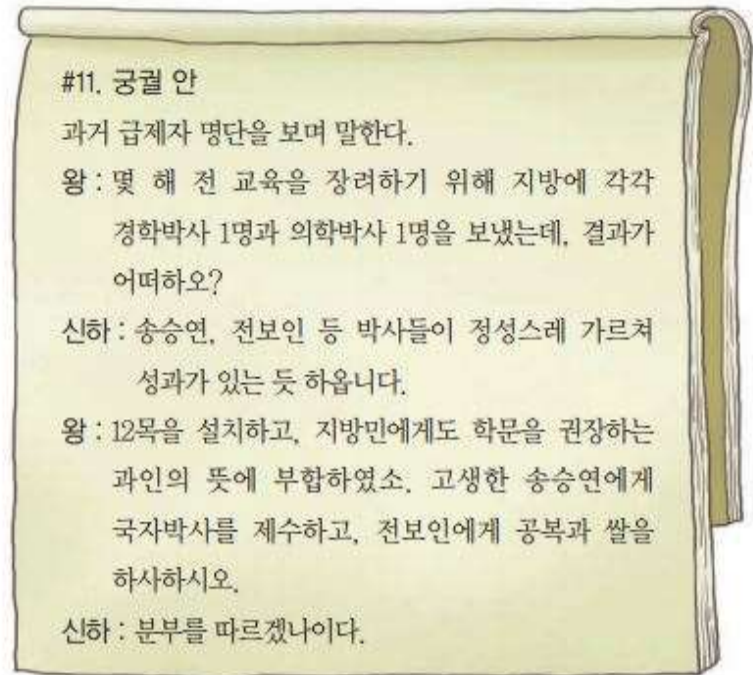 #11. 궁궐 안
과거 급제자 명단을 보며 말한다.
왕 : 몇 해 전 교육을 장려하기 위해 지방에 각각
경학박사 1명과 의학박사 1명을 보냈는데, 결과가
어떠하오?
신하 : 송승연, 전보인 등 박사들이 정성스레 가르쳐
성과가 있는 듯 하옵니다.
왕 : 12목을 설치하고, 지방민에게도 학문을 권장하는
과인의 뜻에 부합하였소. 고생한 송승연에게
국자박사를 제수하고, 전보인에게 공복과 쌀을
하사하시오.
신하 : 분부를 따르겠나이다.